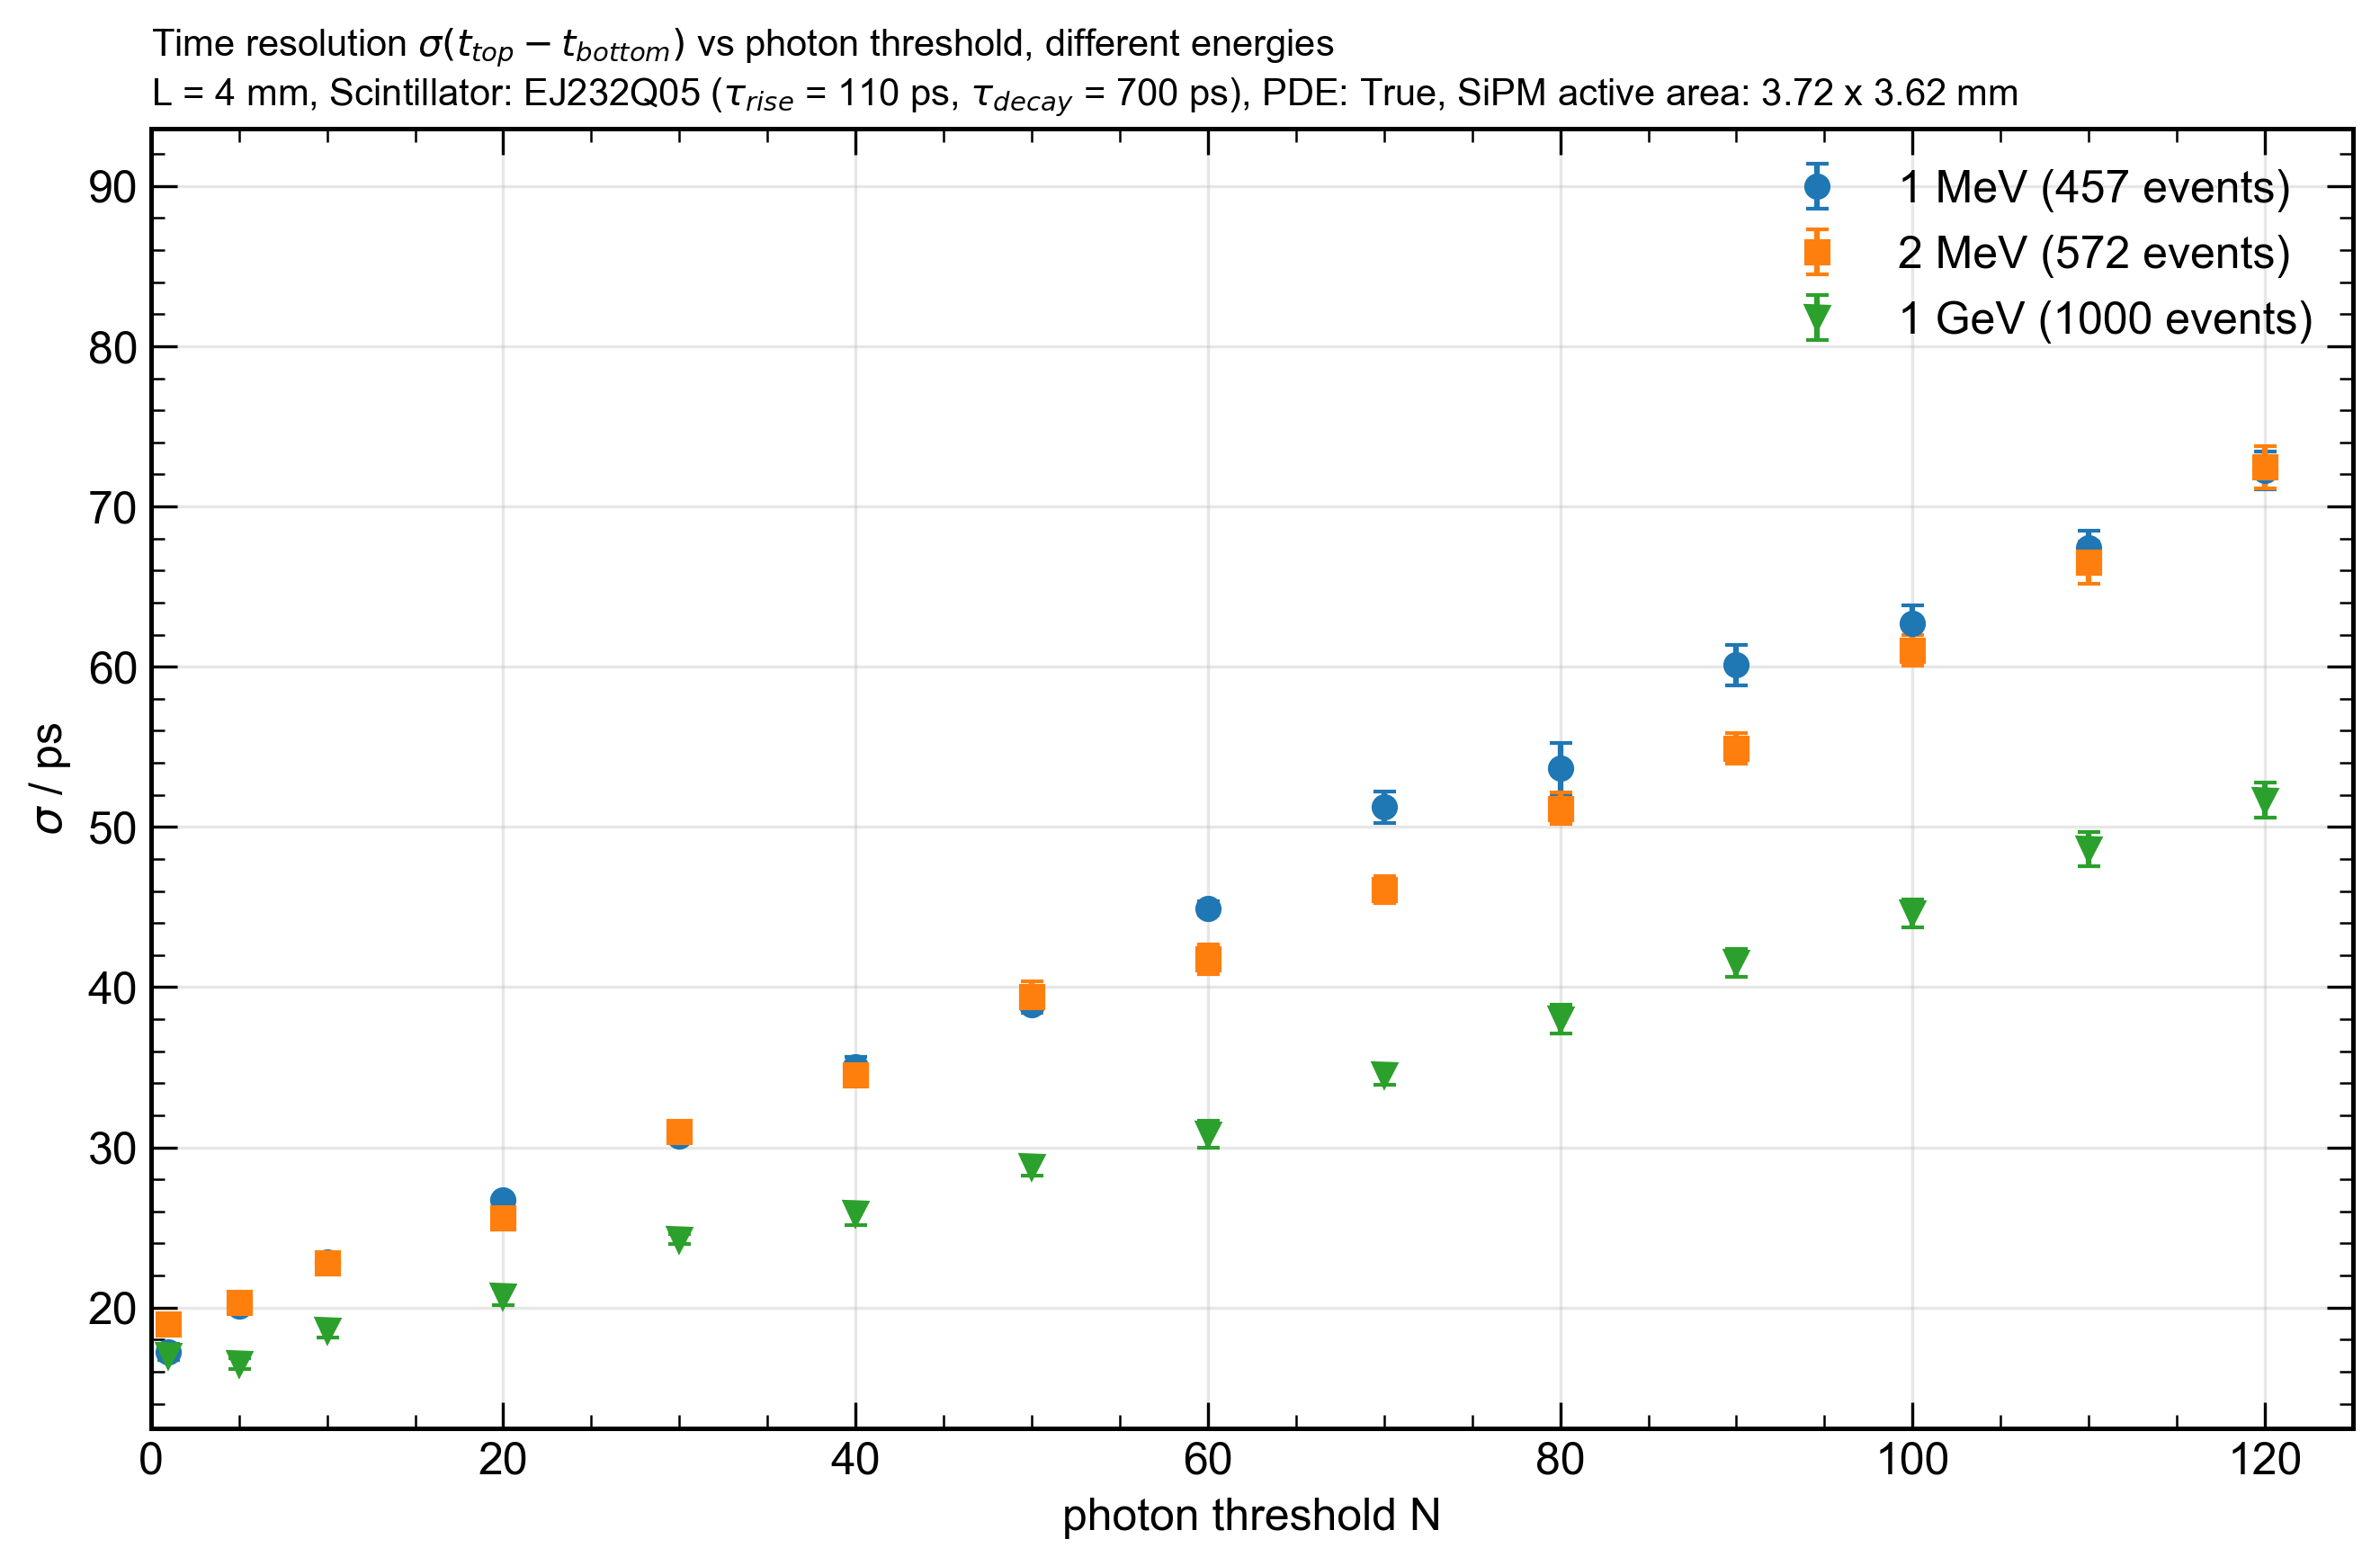 Time resolution σ(t_top − t_bottom) vs photon threshold, different energies
L = 4 mm, Scintillator: EJ232Q05 (τ_rise = 110 ps, τ_decay = 700 ps), PDE: True, SiPM active area: 3.72 x 3.62 mm
1 MeV (457 events)
2 MeV (572 events)
1 GeV (1000 events)
90
80
70
60
50
40
30
20
σ / ps
0 20 40 60 80 100 120
photon threshold N